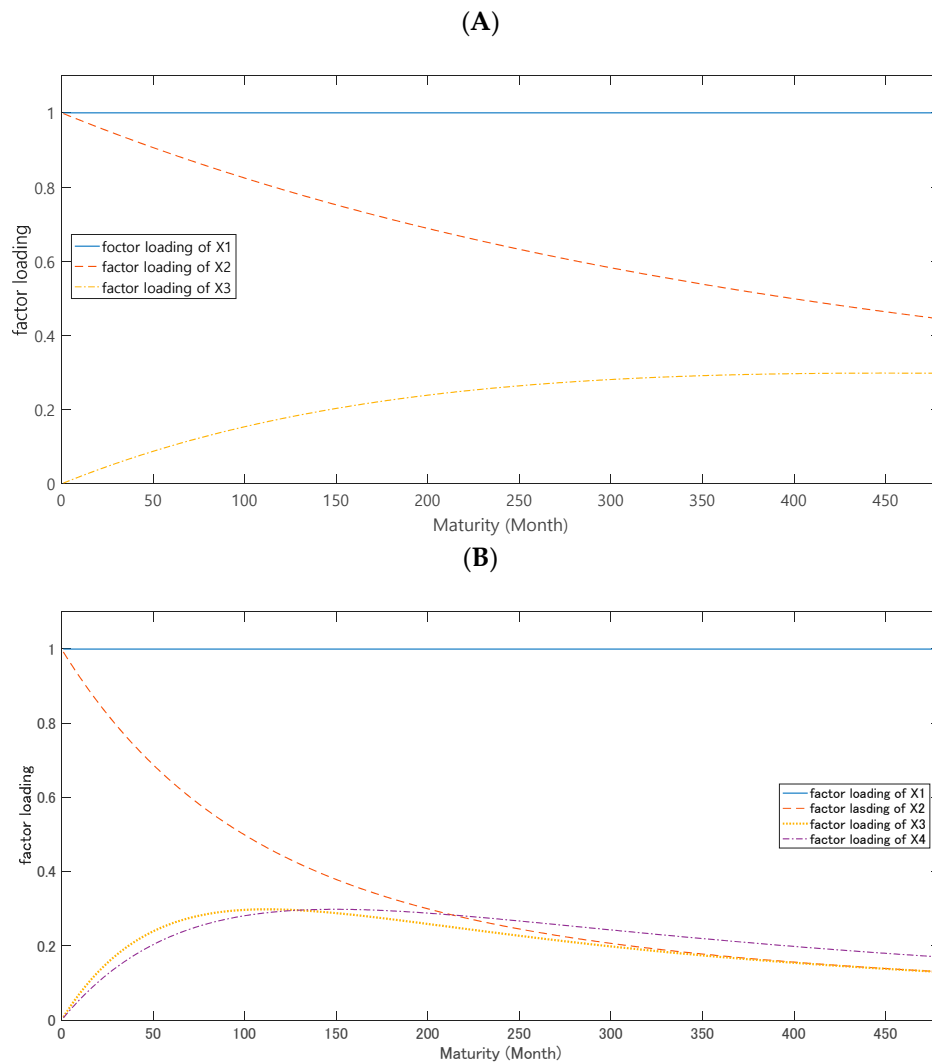 (A)
1
0.8
0.6
0.4
0.2
0
factor loading
foctor loading of X1
factor loading of X2
factor loading of X3
0 50 100 150 200 250 300 350 400 450
Maturity (Month)
(B)
1
0.8
0.6
0.4
0.2
0
factor loading
factor loading of X1
factor lasding of X2
factor loading of X3
factor loading of X4
0 50 100 150 200 250 300 350 400 450
Maturity (Month)